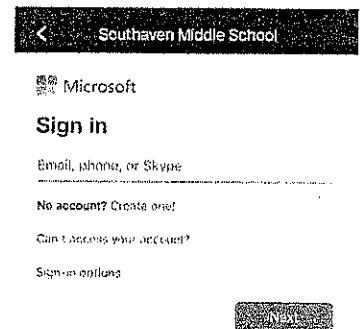 Southaven Middle School
Microsoft
Sign in
Email, phone, or Skype
No account? Create one!
Can't access your account?
Sign-in options
Next